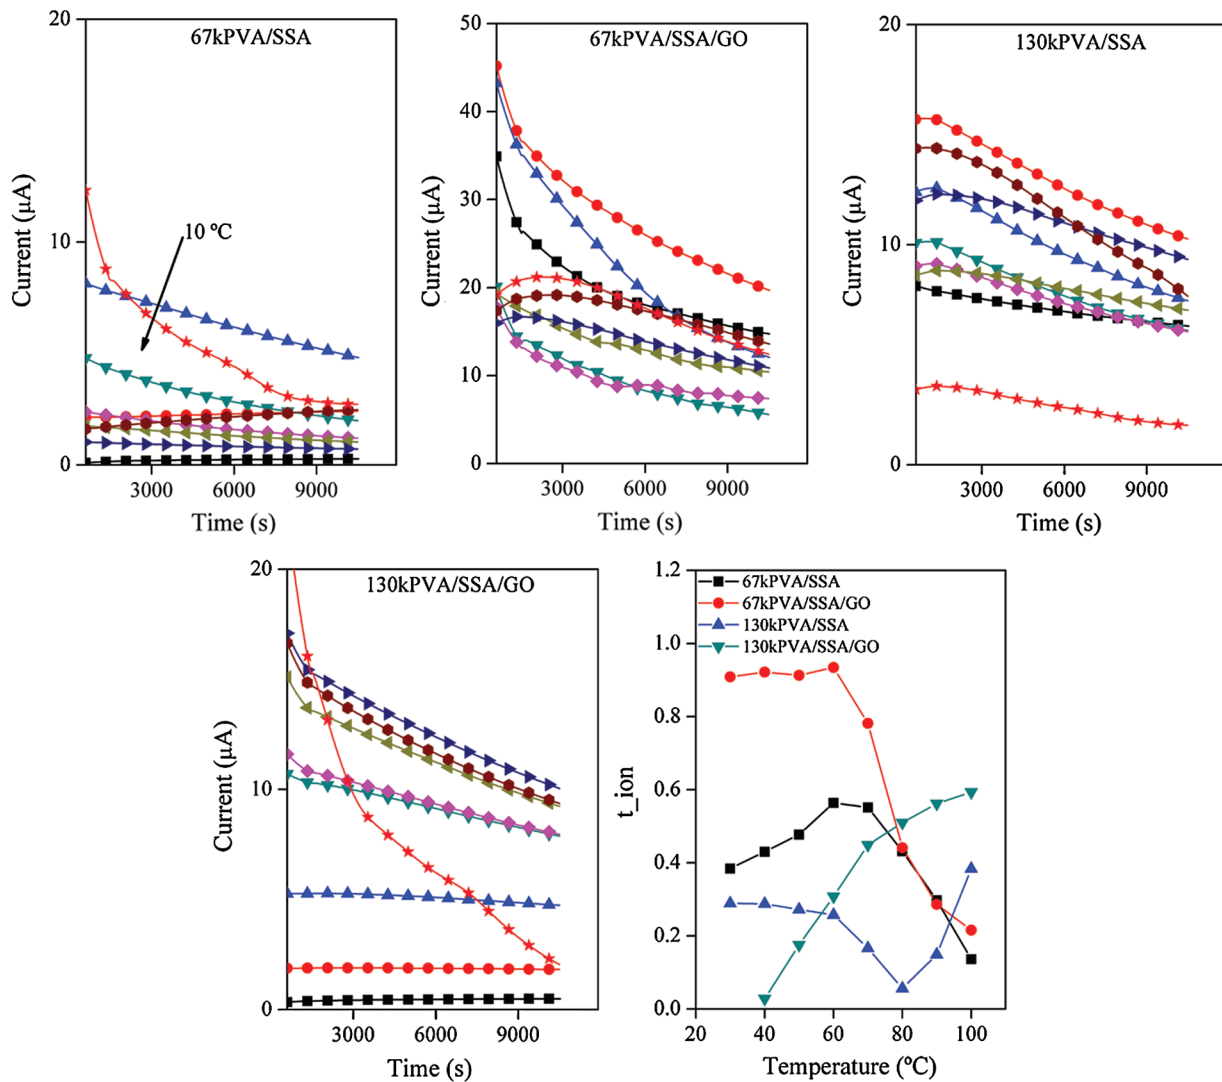 67kPVA/SSA
20
10
0
10 ºC
Current (μA)
3000 6000 9000
Time (s)
67kPVA/SSA/GO
50
40
30
20
10
0
Current (μA)
3000 6000 9000
Time (s)
130kPVA/SSA
20
10
0
Current (μA)
3000 6000 9000
Time (s)
130kPVA/SSA/GO
20
10
0
Current (μA)
3000 6000 9000
Time (s)
67kPVA/SSA
67kPVA/SSA/GO
130kPVA/SSA
130kPVA/SSA/GO
1.2
1.0
0.8
0.6
0.4
0.2
0.0
t_ion
20 40 60 80 100
Temperature (ºC)